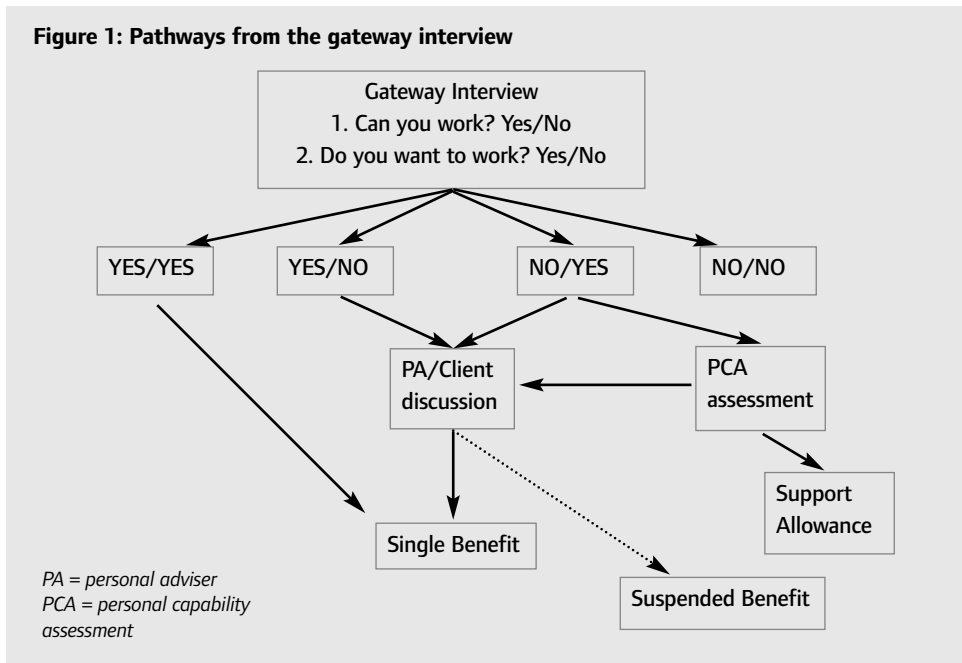 Figure 1: Pathways from the gateway interview
Gateway Interview
1. Can you work? Yes/No
2. Do you want to work? Yes/No
YES/YES
YES/NO
NO/YES
NO/NO
PA/Client
discussion
PCA
assessment
Support
Allowance
Single Benefit
Suspended Benefit
PA = personal adviser
PCA = personal capability
assessment